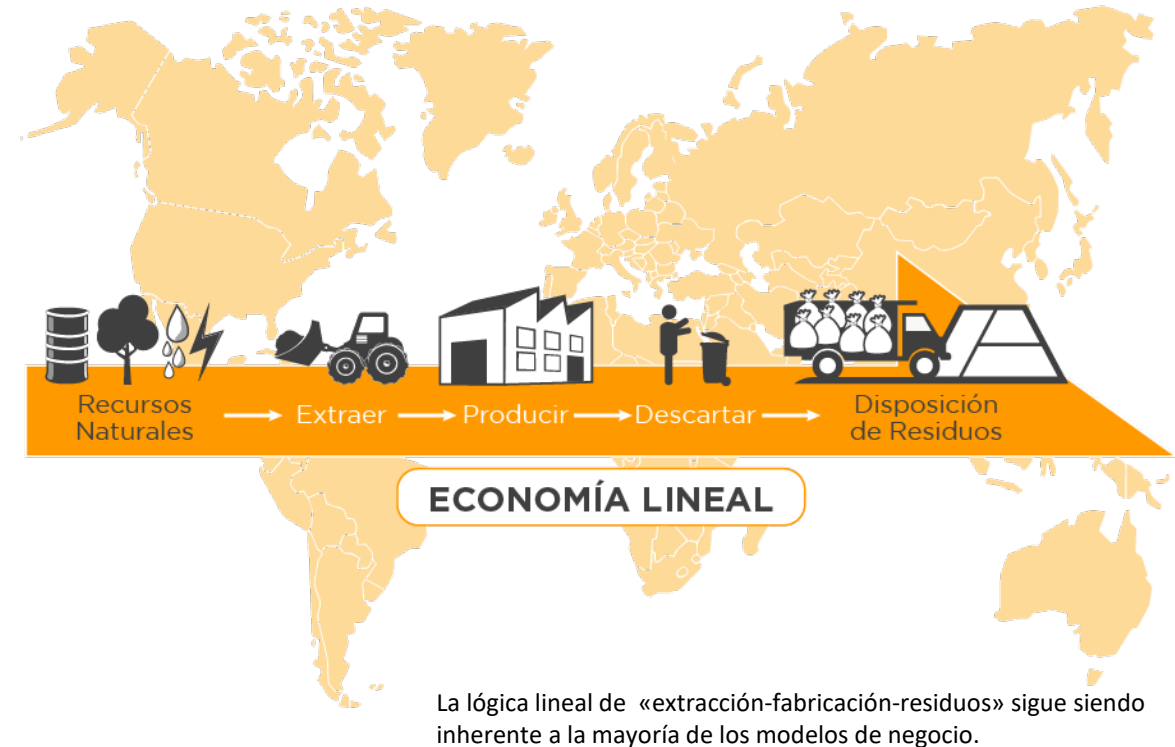 Recursos
Naturales
Extraer
Producir
Descartar
Disposición
de Residuos
ECONOMÍA LINEAL
La lógica lineal de «extracción-fabricación-residuos» sigue siendo
inherente a la mayoría de los modelos de negocio.